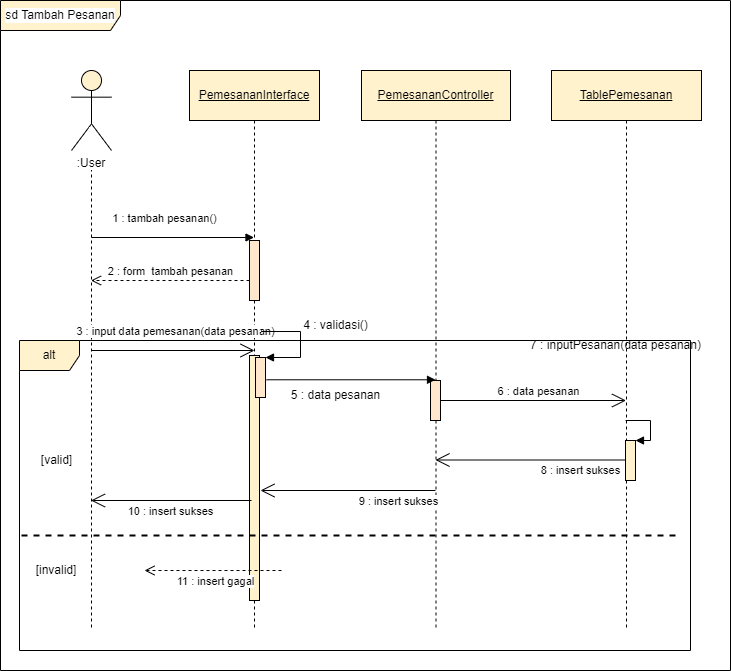 sd Tambah Pesanan
PemesananInterface
PemesananController
TablePemesanan
:User
1 : tambah pesanan()
2 : form tambah pesanan
3 : input data pemesanan(data pesanan)
4 : validasi()
alt
7 : inputPesanan(data pesanan)
5 : data pesanan
6 : data pesanan
[valid]
8 : insert sukses
9 : insert sukses
10 : insert sukses
[invalid]
11 : insert gagal